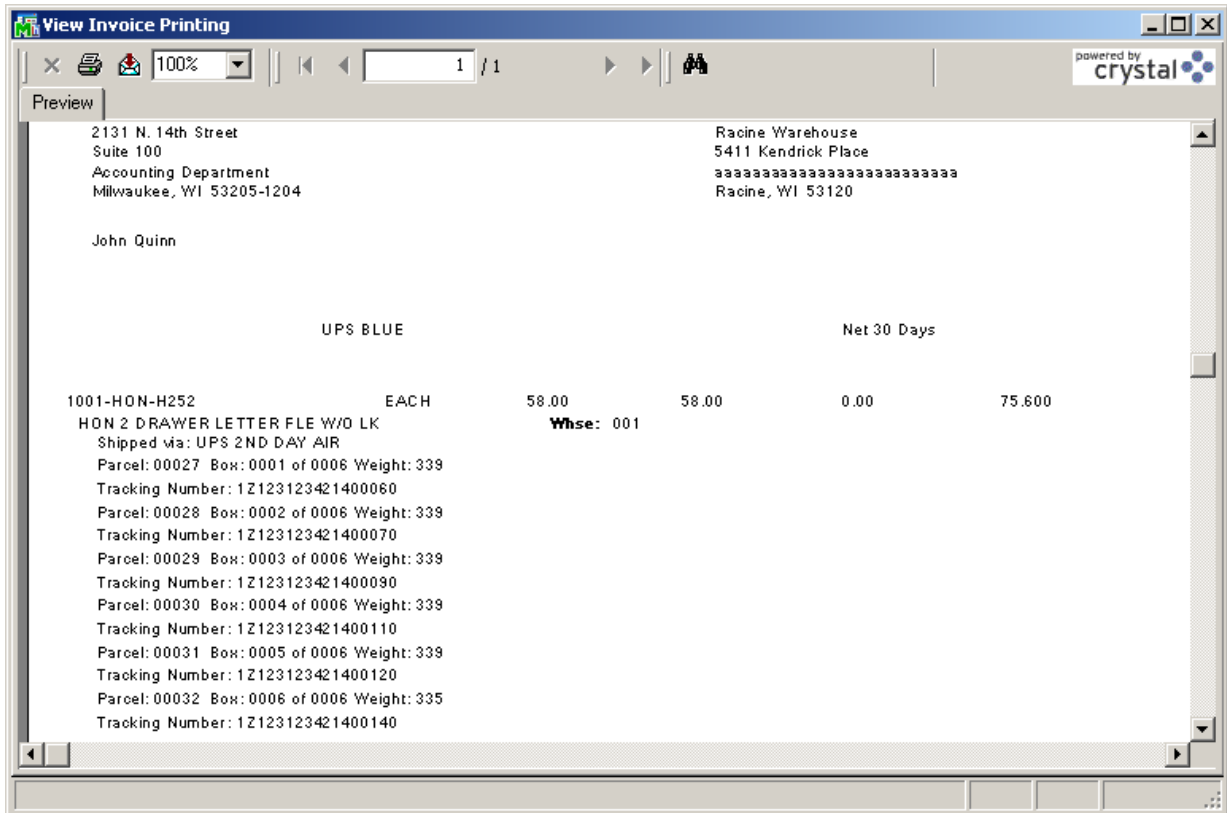 View Invoice Printing
100%
1 / 1
powered by
crystal
Preview
2131 N. 14th Street
Suite 100
Accounting Department
Milwaukee, WI 53205-1204
Racine Warehouse
5411 Kendrick Place
aaaaaaaaaaaaaaaaaaaaaaaaaa
Racine, WI 53120
John Quinn
UPS BLUE Net 30 Days
1001-HON-H252 EACH 58.00 58.00 0.00 75.600
HON 2 DRAWER LETTER FLE W/O LK Whse: 001
Shipped via: UPS 2ND DAY AIR
Parcel: 00027 Box: 0001 of 0006 Weight: 339
Tracking Number: 1Z123123421400060
Parcel: 00028 Box: 0002 of 0006 Weight: 339
Tracking Number: 1Z123123421400070
Parcel: 00029 Box: 0003 of 0006 Weight: 339
Tracking Number: 1Z123123421400090
Parcel: 00030 Box: 0004 of 0006 Weight: 339
Tracking Number: 1Z123123421400110
Parcel: 00031 Box: 0005 of 0006 Weight: 339
Tracking Number: 1Z123123421400120
Parcel: 00032 Box: 0006 of 0006 Weight: 335
Tracking Number: 1Z123123421400140